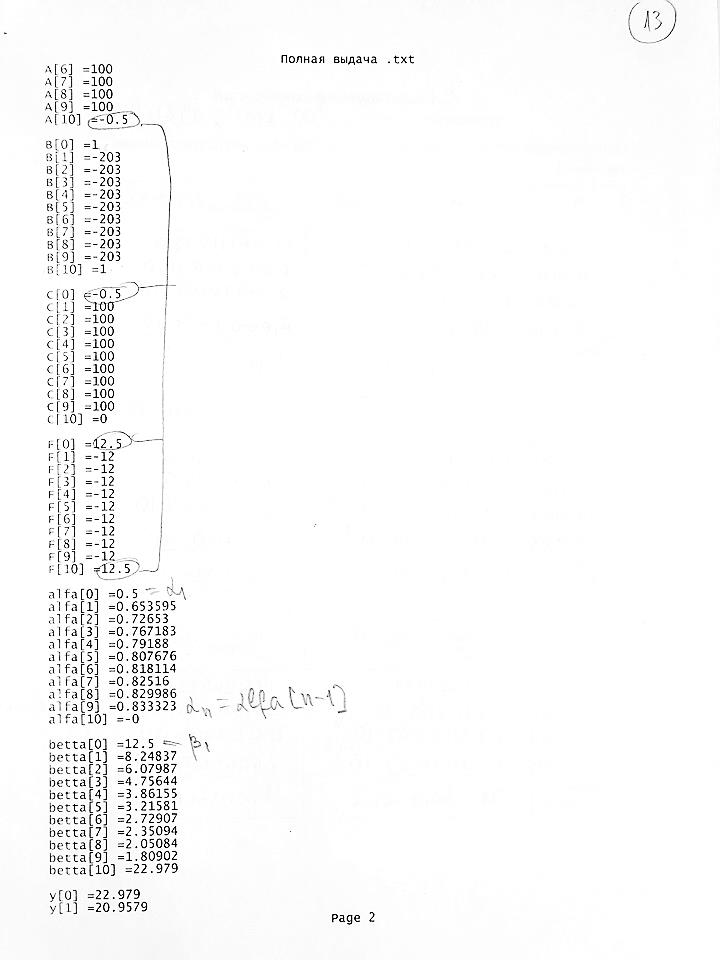 13
Полная выдача .txt
A[6] =100
A[7] =100
A[8] =100
A[9] =100
A[10] =-0.5
B[0] =1
B[1] =-203
B[2] =-203
B[3] =-203
B[4] =-203
B[5] =-203
B[6] =-203
B[7] =-203
B[8] =-203
B[9] =-203
B[10] =1
C[0] =-0.5
C[1] =100
C[2] =100
C[3] =100
C[4] =100
C[5] =100
C[6] =100
C[7] =100
C[8] =100
C[9] =100
C[10] =0
F[0] =12.5
F[1] =-12
F[2] =-12
F[3] =-12
F[4] =-12
F[5] =-12
F[6] =-12
F[7] =-12
F[8] =-12
F[9] =-12
F[10] =12.5
alfa[0] =0.5 = α₁
alfa[1] =0.653595
alfa[2] =0.72653
alfa[3] =0.767183
alfa[4] =0.79188
alfa[5] =0.807676
alfa[6] =0.818114
alfa[7] =0.82516
alfa[8] =0.829986
alfa[9] =0.833323 αn = alfa[n-1]
alfa[10] =-0
betta[0] =12.5 = β₁
betta[1] =8.24837
betta[2] =6.07987
betta[3] =4.75644
betta[4] =3.86155
betta[5] =3.21581
betta[6] =2.72907
betta[7] =2.35094
betta[8] =2.05084
betta[9] =1.80902
betta[10] =22.979
y[0] =22.979
y[1] =20.9579
Page 2